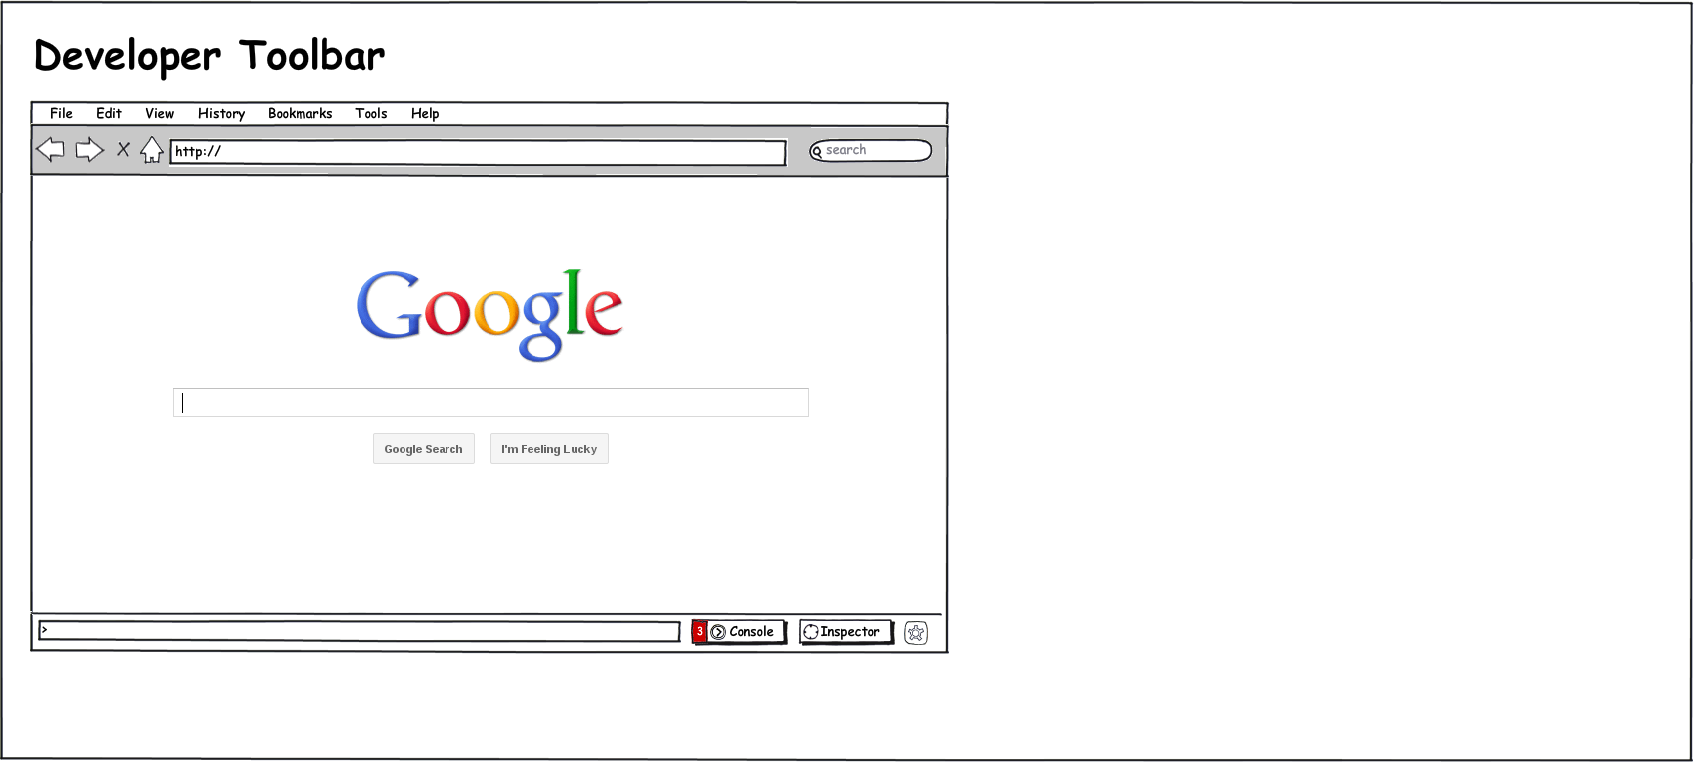 Developer Toolbar
File Edit View History Bookmarks Tools Help
http:// search
Google
Google Search I'm Feeling Lucky
> 3 Console Inspector